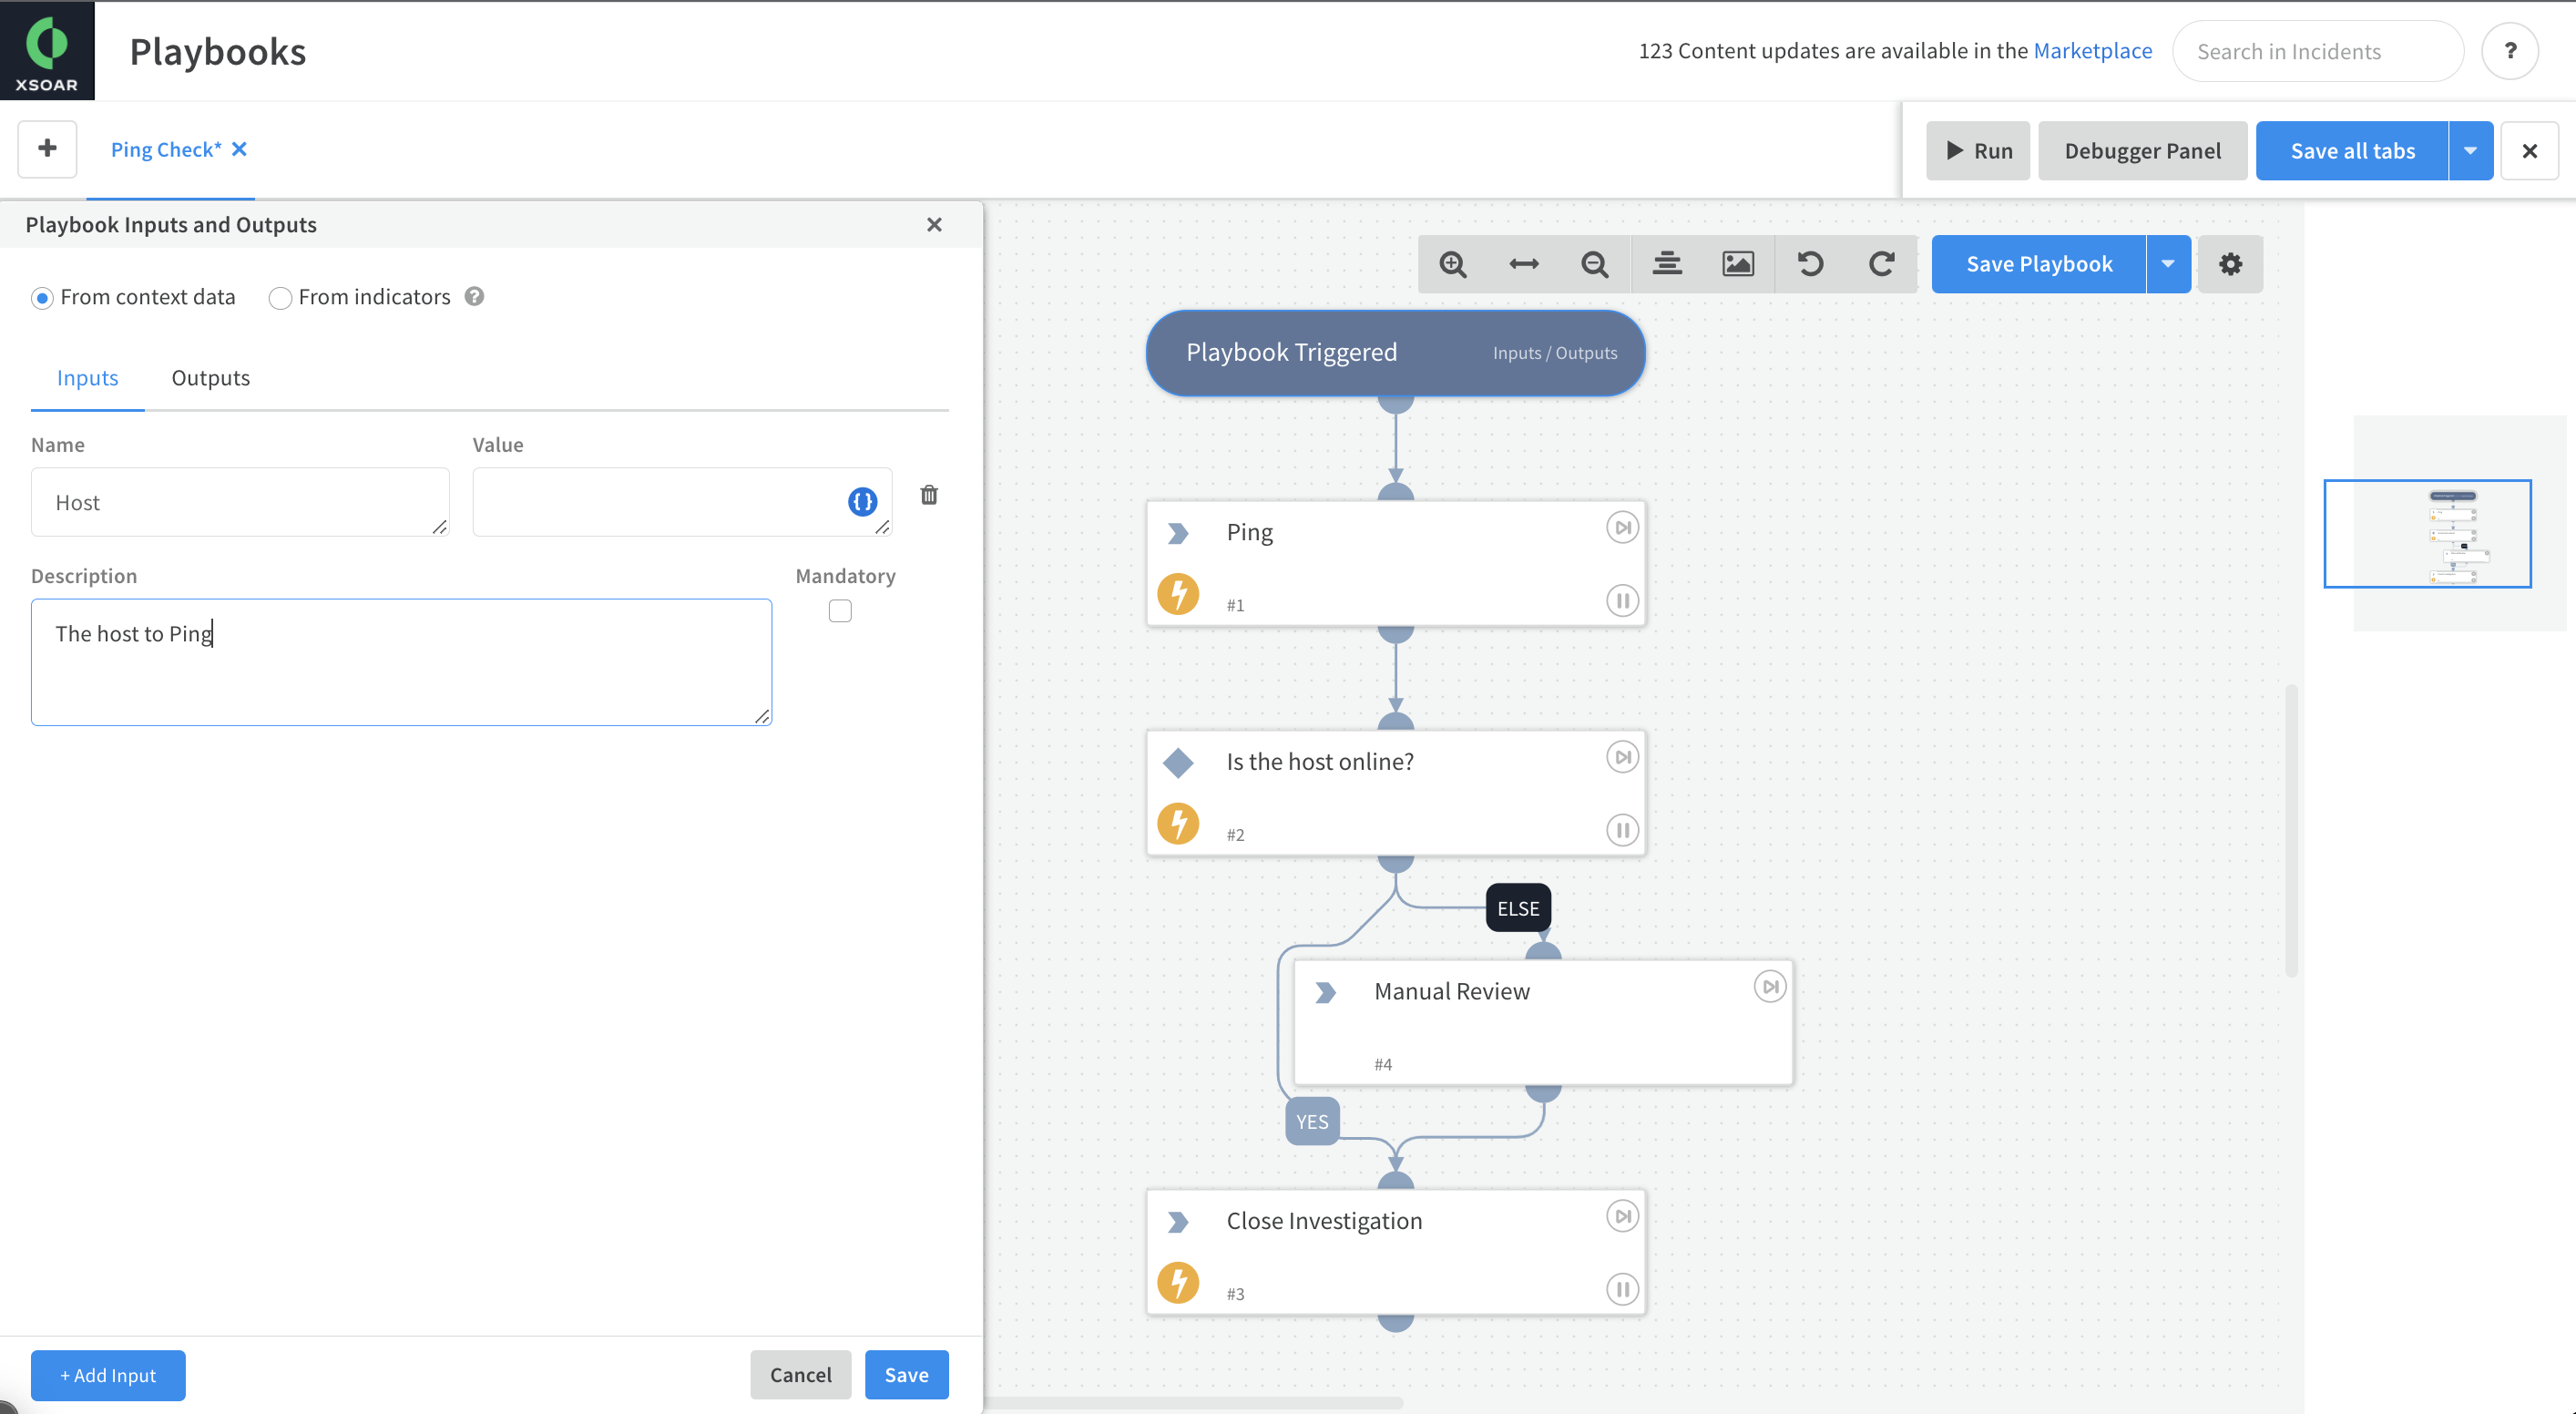 XSOAR
Playbooks
123 Content updates are available in the Marketplace
Search in Incidents
?
+
Ping Check*
Run
Debugger Panel
Save all tabs
Playbook Inputs and Outputs
From context data
From indicators
?
Inputs
Outputs
Name
Value
Host
{ }
Description
Mandatory
The host to Ping
+ Add Input
Cancel
Save
Save Playbook
Playbook Triggered
Inputs / Outputs
Ping
#1
Is the host online?
#2
ELSE
Manual Review
#4
YES
Close Investigation
#3